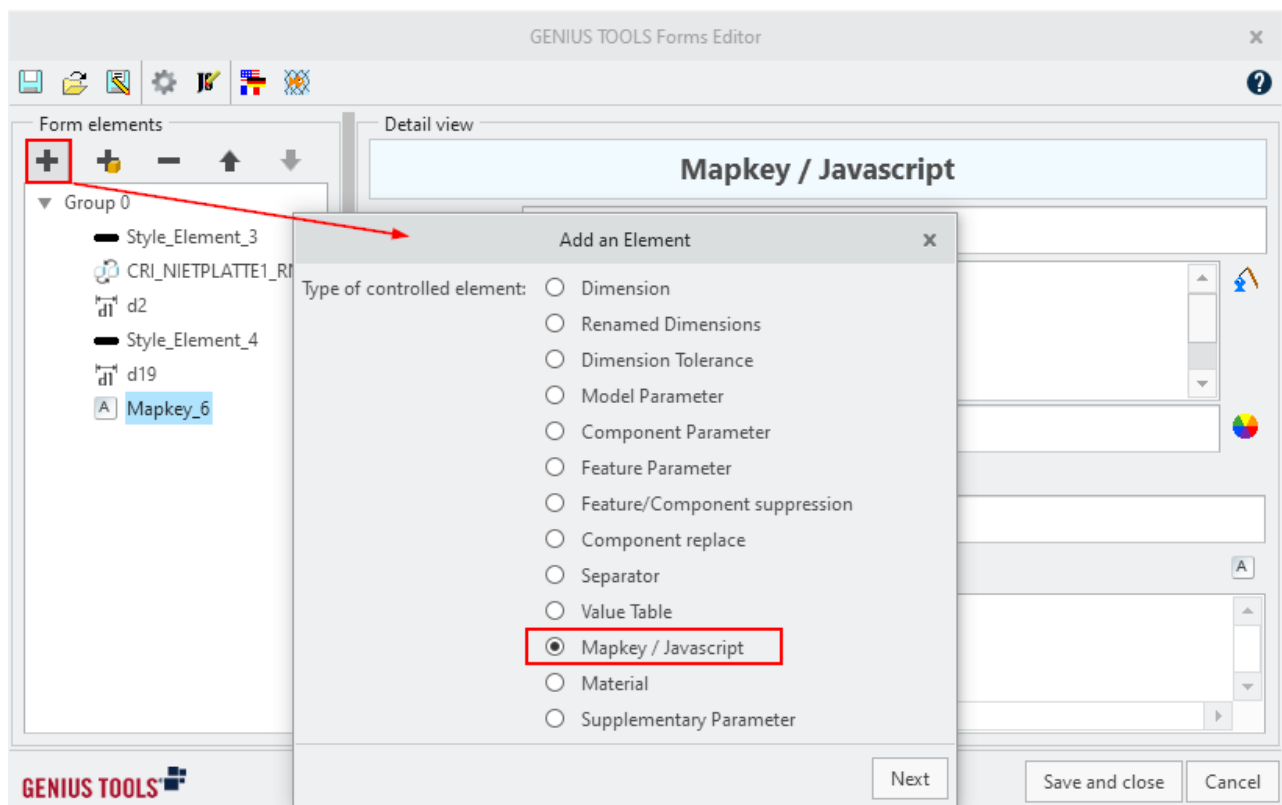 GENIUS TOOLS Forms Editor
Form elements
Detail view
Mapkey / Javascript
Group 0
Style_Element_3
CRI_NIETPLATTE1_RI
d1 d2
Style_Element_4
d1 d19
A Mapkey_6
Add an Element
Type of controlled element:
Dimension
Renamed Dimensions
Dimension Tolerance
Model Parameter
Component Parameter
Feature Parameter
Feature/Component suppression
Component replace
Separator
Value Table
Mapkey / Javascript
Material
Supplementary Parameter
A
Next
GENIUS TOOLS
Save and close
Cancel